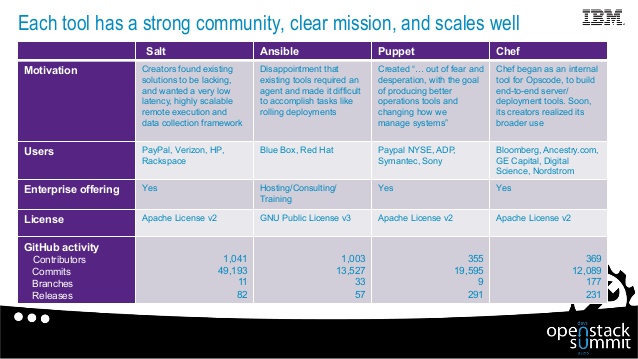 Each tool has a strong community, clear mission, and scales well
IBM
Salt Ansible Puppet Chef
Motivation
Creators found existing
solutions to be lacking,
and wanted a very low
latency, highly scalable
remote execution and
data collection framework
Disappointment that
existing tools required an
agent and made it difficult
to accomplish tasks like
rolling deployments
Created “… out of fear and
desperation, with the goal
of producing better
operations tools and
changing how we
manage systems”
Chef began as an internal
tool for Opscode, to build
end-to-end server/
deployment tools. Soon,
its creators realized its
broader use
Users
PayPal, Verizon, HP,
Rackspace
Blue Box, Red Hat
Paypal NYSE, ADP,
Symantec, Sony
Bloomberg, Ancestry.com,
GE Capital, Digital
Science, Nordstrom
Enterprise offering
Yes
Hosting/Consulting/
Training
Yes
Yes
License
Apache License v2
GNU Public License v3
Apache License v2
Apache License v2
GitHub activity
Contributors 1,041 1,003 355 369
Commits 49,193 13,527 19,595 12,089
Branches 11 33 9 177
Releases 82 57 291 231
openstack
summit